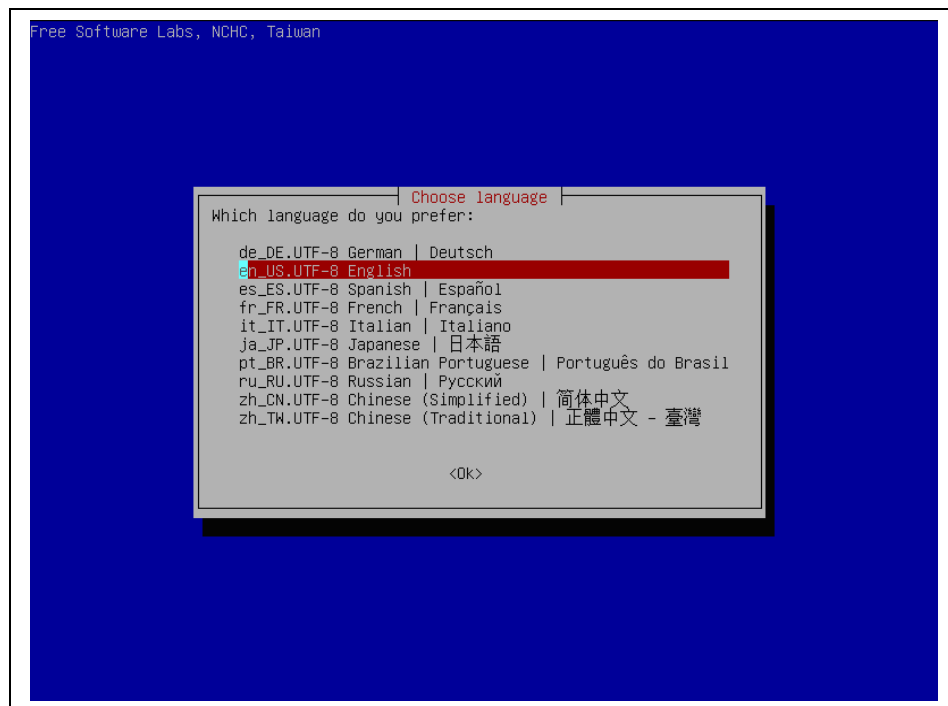 Free Software Labs, NCHC, Taiwan
Choose language
Which language do you prefer:
de_DE.UTF-8 German | Deutsch
en_US.UTF-8 English
es_ES.UTF-8 Spanish | Español
fr_FR.UTF-8 French | Français
it_IT.UTF-8 Italian | Italiano
ja_JP.UTF-8 Japanese | 日本語
pt_BR.UTF-8 Brazilian Portuguese | Português do Brasil
ru_RU.UTF-8 Russian | Русский
zh_CN.UTF-8 Chinese (Simplified) | 简体中文
zh_TW.UTF-8 Chinese (Traditional) | 正體中文 - 臺灣
<Ok>